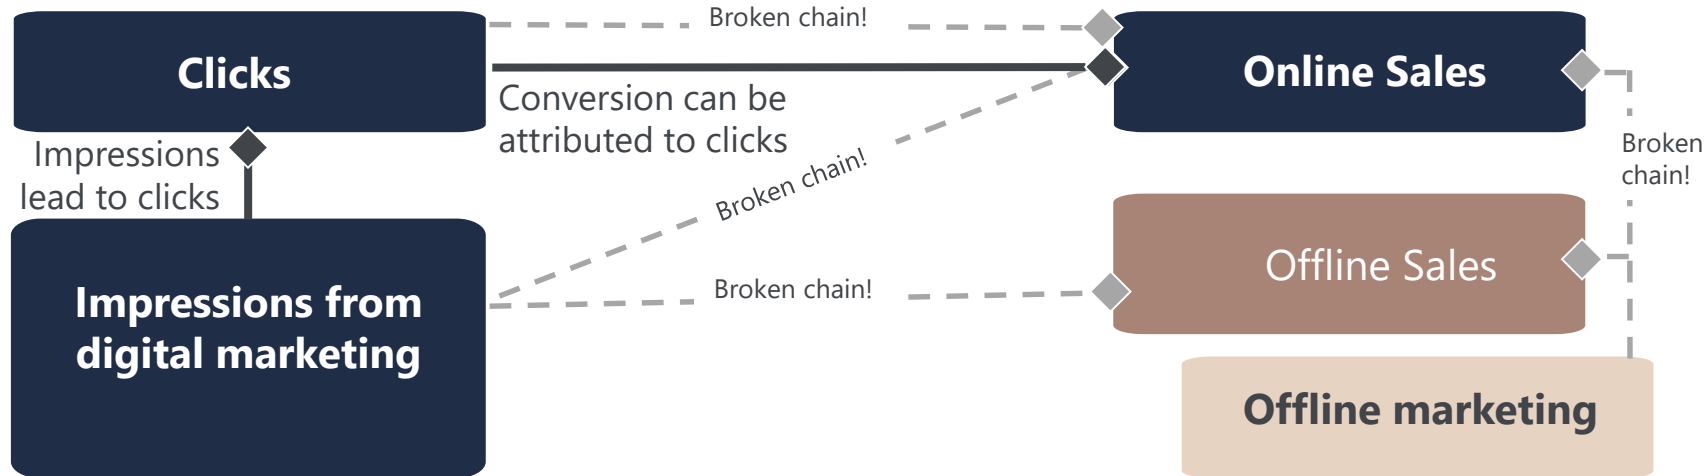 Broken chain!
Clicks
Online Sales
Conversion can be
attributed to clicks
Impressions
lead to clicks
Broken chain!
Broken
chain!
Offline Sales
Impressions from
digital marketing
Broken chain!
Offline marketing